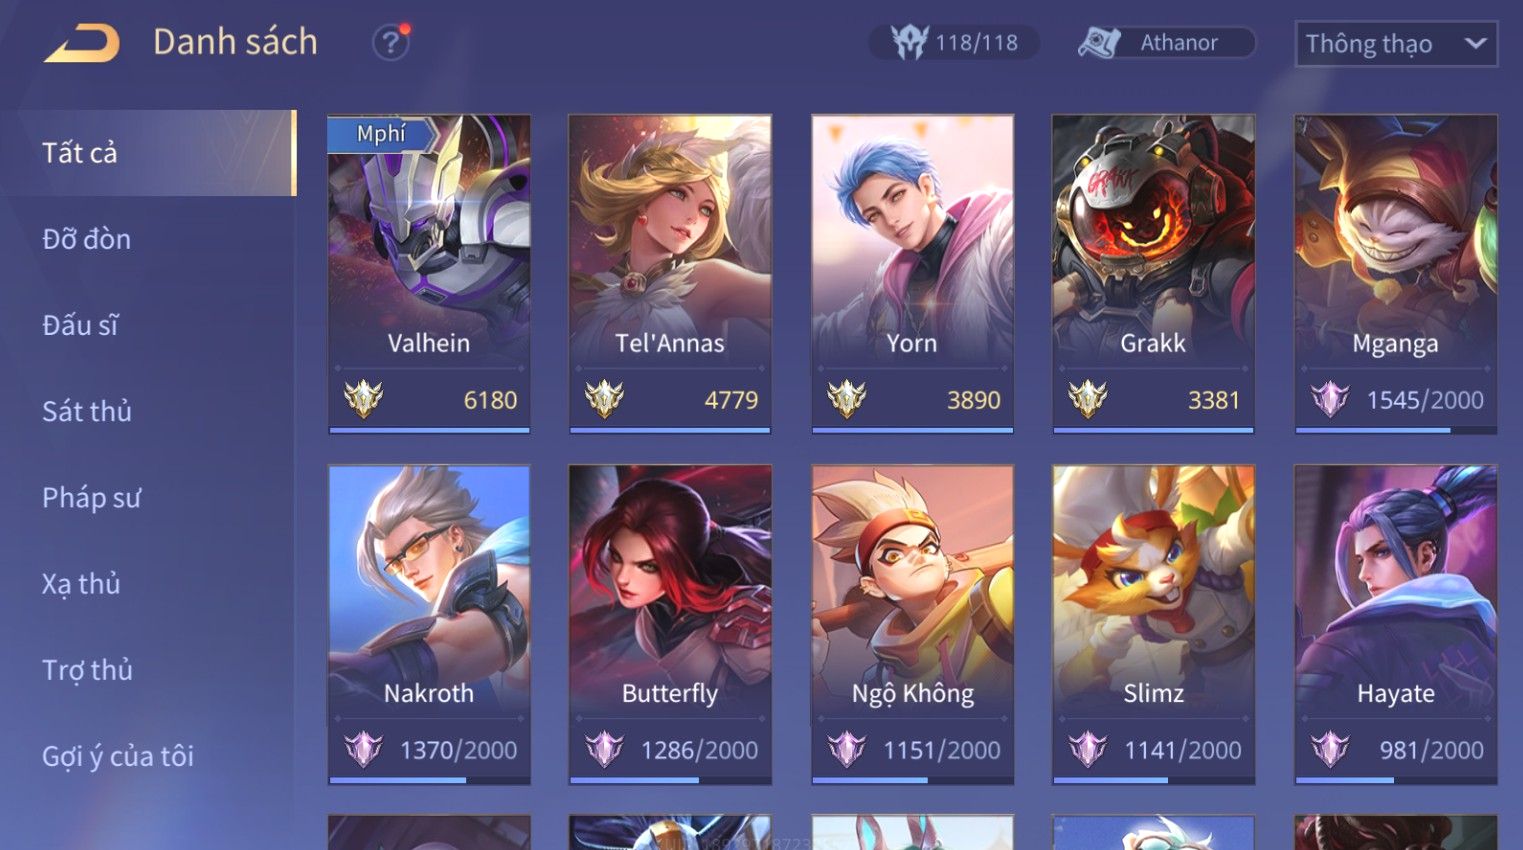 Danh sách
?
118/118
Athanor
Thông thạo
Tất cả
Đỡ đòn
Đấu sĩ
Sát thủ
Pháp sư
Xạ thủ
Trợ thủ
Gợi ý của tôi
Mphí
Valhein
6180
Tel'Annas
4779
Yorn
3890
GRAKK
Grakk
3381
Mganga
1545/2000
Nakroth
1370/2000
Butterfly
1286/2000
Ngộ Không
1151/2000
Slimz
1141/2000
Hayate
981/2000